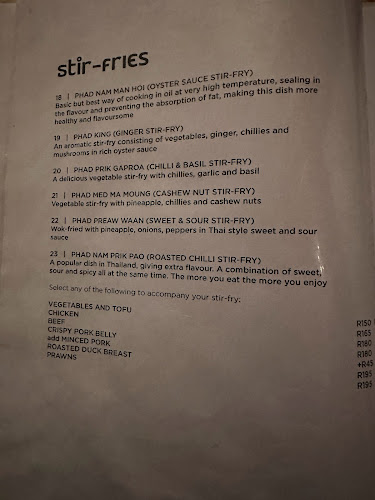 stir-fries
18 | PHAD NAM MAN HOI (OYSTER SAUCE STIR-FRY)
Basic but best way of cooking in oil at very high temperature, sealing in
the flavour and preventing the absorption of fat, making this dish more
healthy and flavoursome
19 | PHAD KING (GINGER STIR-FRY)
An aromatic stir-fry consisting of vegetables, ginger, chillies and
mushrooms in rich oyster sauce
20 | PHAD PRIK GAPROA (CHILLI & BASIL STIR-FRY)
A delicious vegetable stir-fry with chillies, garlic and basil
21 | PHAD MED MA MOUNG (CASHEW NUT STIR-FRY)
Vegetable stir-fry with pineapple, chillies and cashew nuts
22 | PHAD PREAW WAAN (SWEET & SOUR STIR-FRY)
Wok-fried with pineapple, onions, peppers in Thai style sweet and sour
sauce
23 | PHAD NAM PRIK PAO (ROASTED CHILLI STIR-FRY)
A popular dish in Thailand, giving extra flavour. A combination of sweet,
sour and spicy all at the same time. The more you eat the more you enjoy
Select any of the following to accompany your stir-fry:
VEGETABLES AND TOFU R150
CHICKEN R165
BEEF R180
CRISPY PORK BELLY R180
add MINCED PORK +R45
ROASTED DUCK BREAST R195
PRAWNS R195